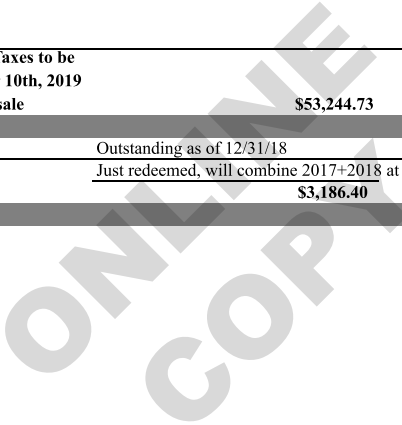 Taxes to be
10th, 2019
sale
$53,244.73
Outstanding as of 12/31/18
Just redeemed, will combine 2017+2018 at
$3,186.40
ONLINE
COPY